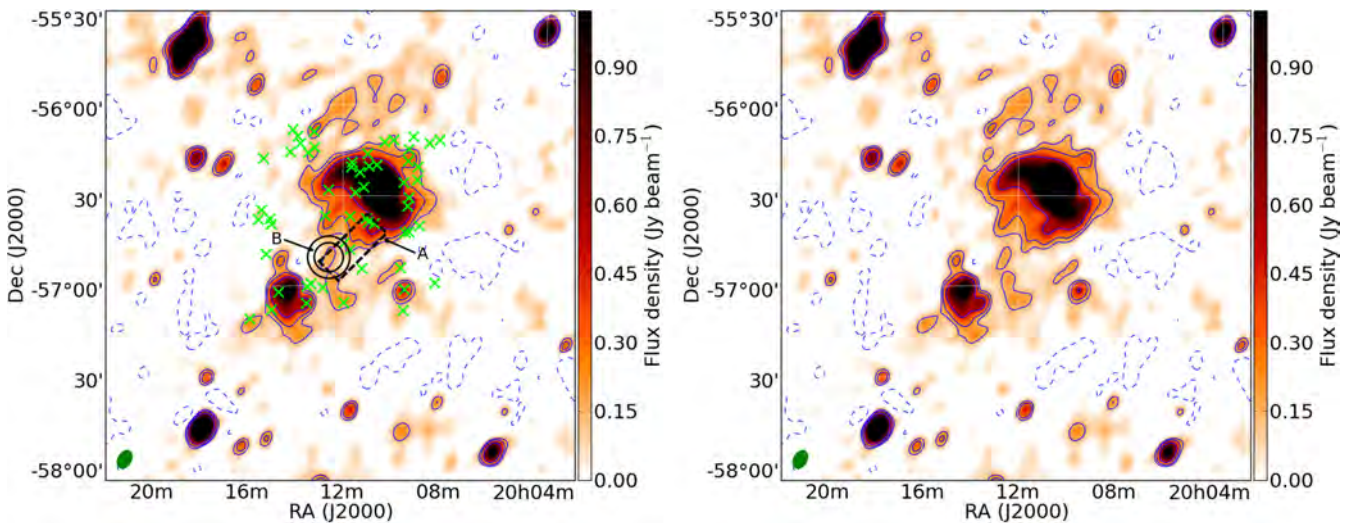 -55°30'
-56°00'
30'
-57°00'
30'
-58°00'
Dec (J2000)
20m 16m 12m 08m 20h04m
RA (J2000)
B
A
0.90
0.75
0.60
0.45
0.30
0.15
0.00
Flux density (Jy beam⁻¹)
-55°30'
-56°00'
30'
-57°00'
30'
-58°00'
Dec (J2000)
20m 16m 12m 08m 20h04m
RA (J2000)
0.90
0.75
0.60
0.45
0.30
0.15
0.00
Flux density (Jy beam⁻¹)